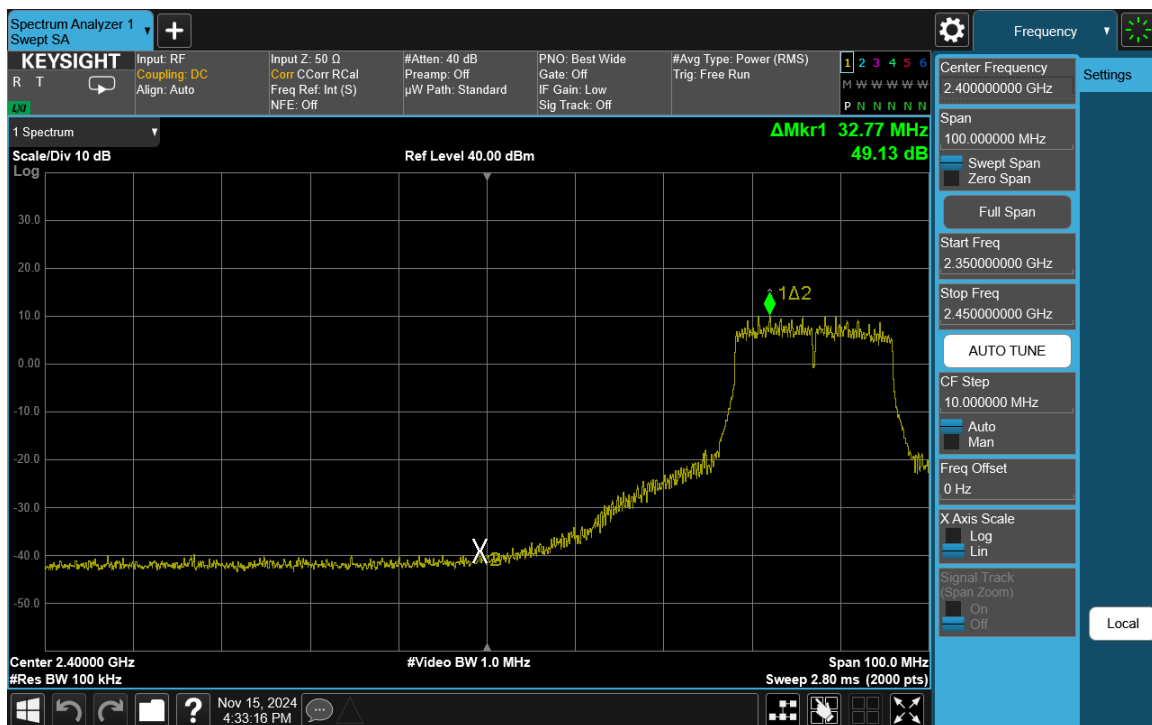 Spectrum Analyzer 1
Swept SA
Frequency
KEYSIGHT
R T
LXI
Input: RF
Coupling: DC
Align: Auto
Input Z: 50 Ω
Corr CCorr RCal
Freq Ref: Int (S)
NFE: Off
#Atten: 40 dB
Preamp: Off
µW Path: Standard
PNO: Best Wide
Gate: Off
IF Gain: Low
Sig Track: Off
#Avg Type: Power (RMS)
Trig: Free Run
1 2 3 4 5 6
M W W W W W
P N N N N N
1 Spectrum
Scale/Div 10 dB
Log
Ref Level 40.00 dBm
ΔMkr1 32.77 MHz
49.13 dB
30.0
20.0
10.0
0.00
-10.0
-20.0
-30.0
-40.0
-50.0
1Δ2
X
2
Center 2.40000 GHz
#Res BW 100 kHz
#Video BW 1.0 MHz
Span 100.0 MHz
Sweep 2.80 ms (2000 pts)
Center Frequency
2.400000000 GHz
Settings
Span
100.000000 MHz
Swept Span
Zero Span
Full Span
Start Freq
2.350000000 GHz
Stop Freq
2.450000000 GHz
AUTO TUNE
CF Step
10.000000 MHz
Auto
Man
Freq Offset
0 Hz
X Axis Scale
Log
Lin
Signal Track
(Span Zoom)
On
Off
Local
?
Nov 15, 2024
4:33:16 PM